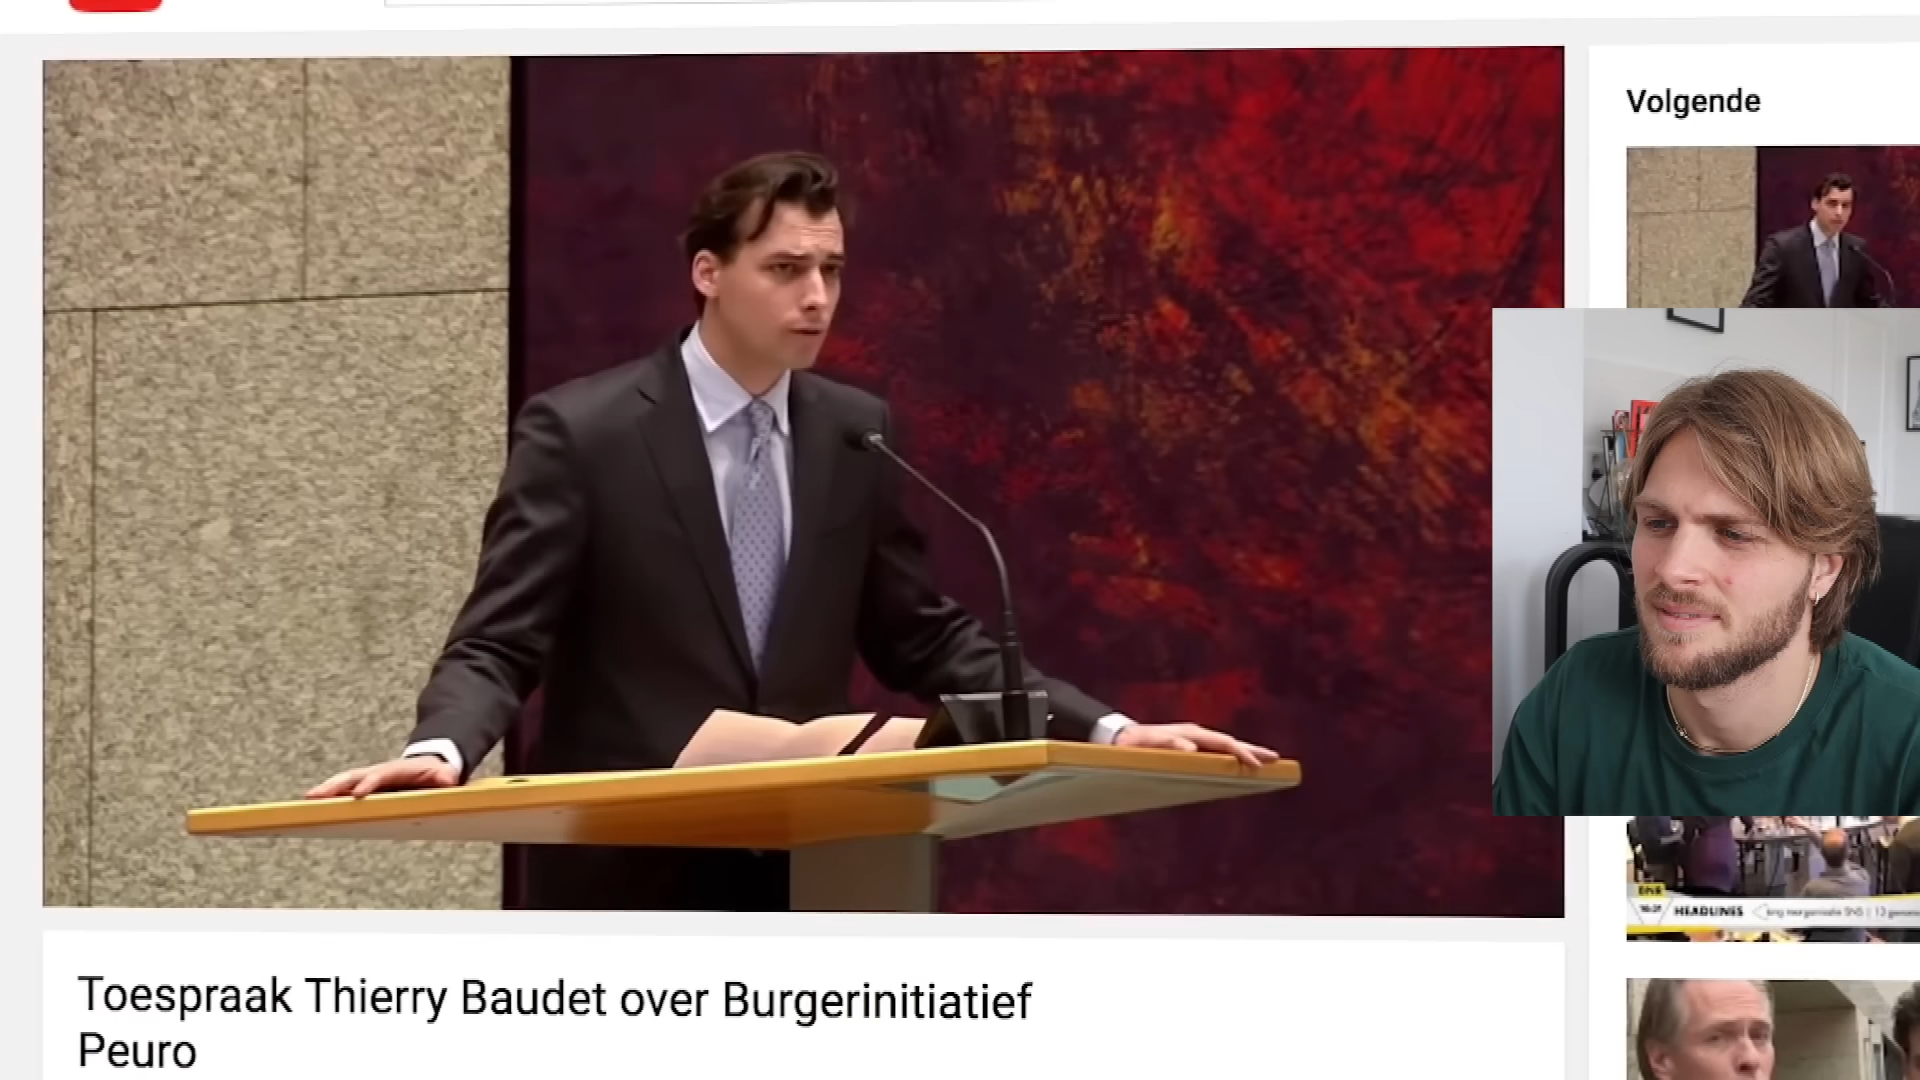 Volgende
HEADLINES
Toespraak Thierry Baudet over Burgerinitiatief
Peuro